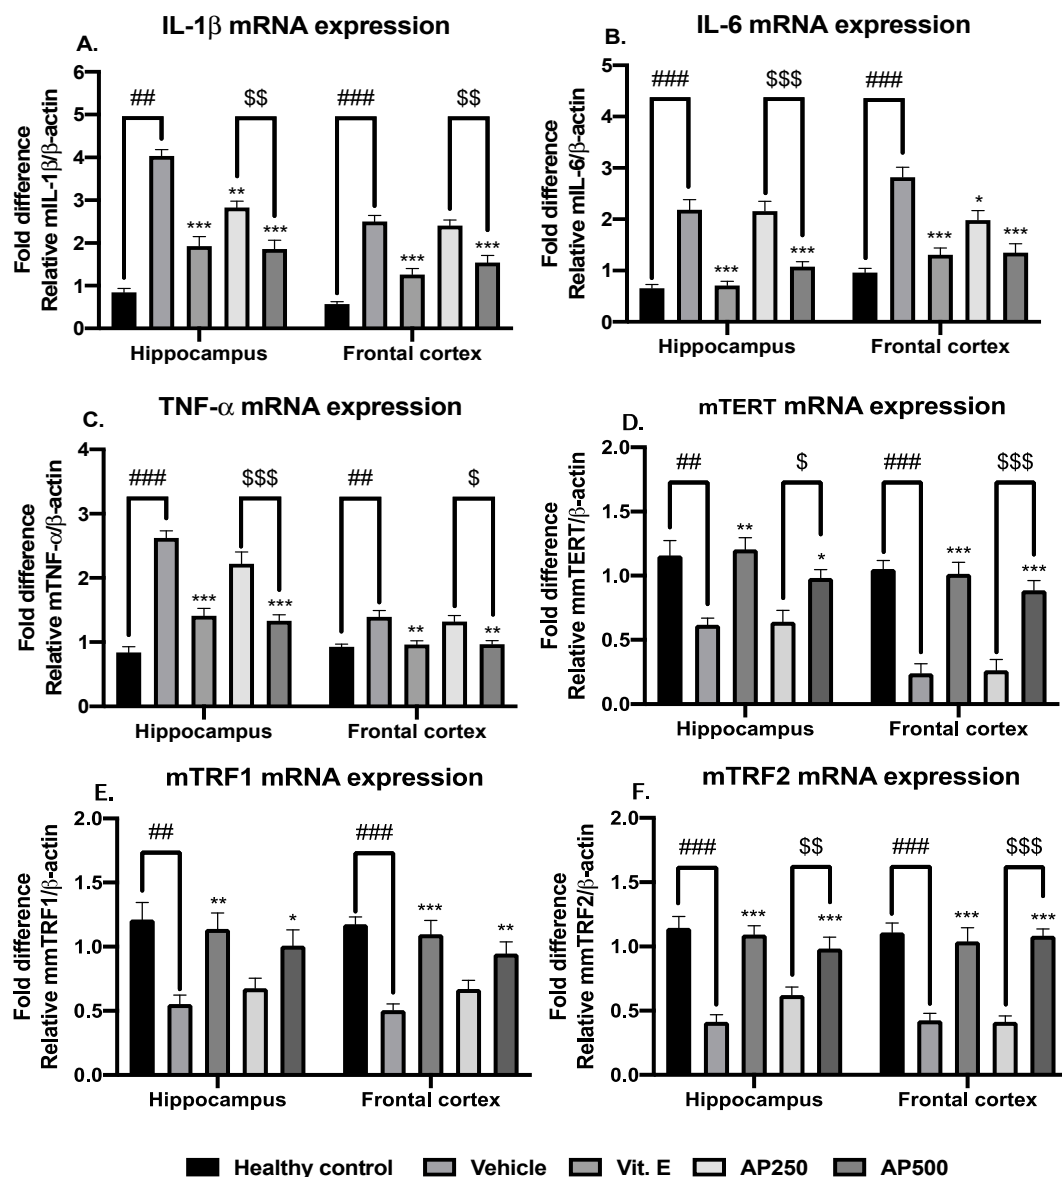 A.
IL-1β mRNA expression
Fold difference
Relative mIL-1β/β-actin
6
5
4
3
2
1
0
##
$$
###
$$
***
**
***
***
***
Hippocampus
Frontal cortex
B.
IL-6 mRNA expression
Fold difference
Relative mIL-6/β-actin
5
4
3
2
1
0
###
$$$
###
***
***
***
*
***
Hippocampus
Frontal cortex
C.
TNF-α mRNA expression
Fold difference
Relative mTNF-α/β-actin
4
3
2
1
0
###
$$$
##
$
***
***
**
**
Hippocampus
Frontal cortex
D.
mTERT mRNA expression
Fold difference
Relative mmTERT/β-actin
2.0
1.5
1.0
0.5
0.0
##
$
###
$$$
**
*
***
***
Hippocampus
Frontal cortex
E.
mTRF1 mRNA expression
Fold difference
Relative mmTRF1/β-actin
2.0
1.5
1.0
0.5
0.0
##
###
**
*
***
**
Hippocampus
Frontal cortex
F.
mTRF2 mRNA expression
Fold difference
Relative mmTRF2/β-actin
2.0
1.5
1.0
0.5
0.0
###
$$
###
$$$
***
***
***
***
Hippocampus
Frontal cortex
Healthy control
Vehicle
Vit. E
AP250
AP500